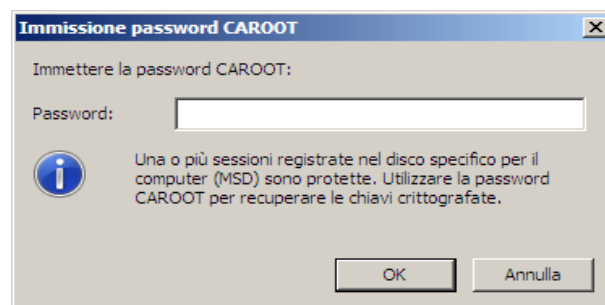 Immissione password CAROOT
Immettere la password CAROOT:
Password:
Una o più sessioni registrate nel disco specifico per il
computer (MSD) sono protette. Utilizzare la password
CAROOT per recuperare le chiavi crittografate.
OK
Annulla